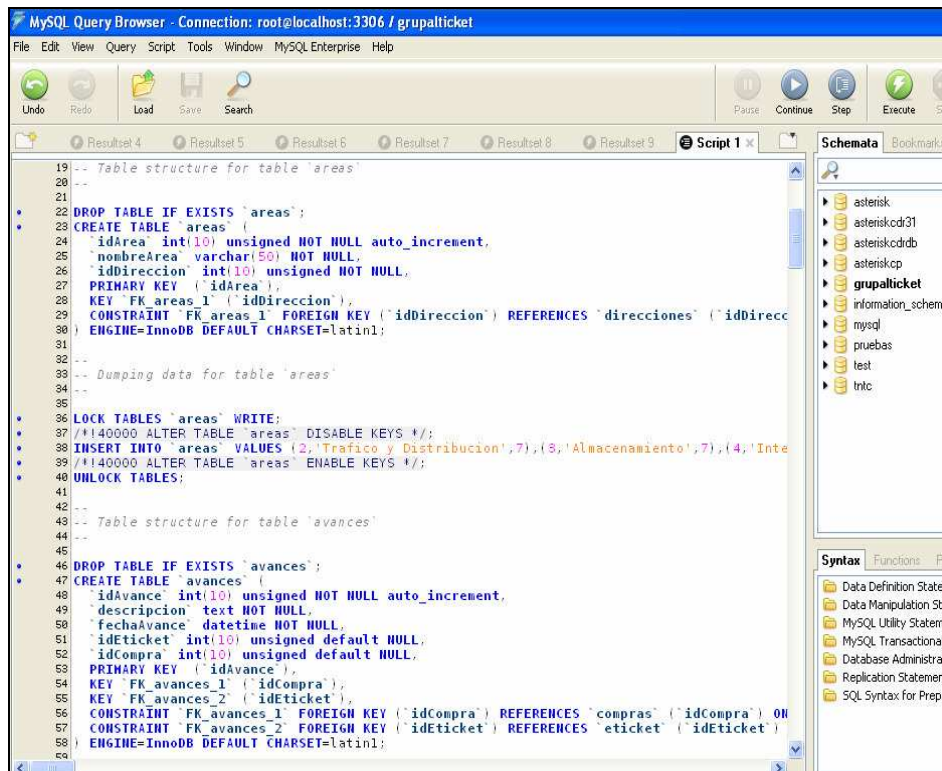 MySQL Query Browser - Connection: root@localhost:3306 / grupalticket
File Edit View Query Script Tools Window MySQL Enterprise Help
Undo Redo Load Save Search Pause Continue Step Execute
Resultset 4 Resultset 5 Resultset 6 Resultset 7 Resultset 8 Resultset 9 Script 1
19 -- Table structure for table `areas`
20 --
21
22 DROP TABLE IF EXISTS `areas`;
23 CREATE TABLE `areas` (
24 `idArea` int(10) unsigned NOT NULL auto_increment,
25 `nombreArea` varchar(50) NOT NULL,
26 `idDireccion` int(10) unsigned NOT NULL,
27 PRIMARY KEY (`idArea`),
28 KEY `FK_areas_1` (`idDireccion`),
29 CONSTRAINT `FK_areas_1` FOREIGN KEY (`idDireccion`) REFERENCES `direcciones` (`idDirecc
30 ) ENGINE=InnoDB DEFAULT CHARSET=latin1;
31
32 --
33 -- Dumping data for table `areas`
34 --
35
36 LOCK TABLES `areas` WRITE;
37 /*!40000 ALTER TABLE `areas` DISABLE KEYS */;
38 INSERT INTO `areas` VALUES (2,'Trafico y Distribucion',7),(3,'Almacenamiento',7),(4,'Inte
39 /*!40000 ALTER TABLE `areas` ENABLE KEYS */;
40 UNLOCK TABLES;
41
42 --
43 -- Table structure for table `avances`
44 --
45
46 DROP TABLE IF EXISTS `avances`;
47 CREATE TABLE `avances` (
48 `idAvance` int(10) unsigned NOT NULL auto_increment,
49 `descripcion` text NOT NULL,
50 `fechaAvance` datetime NOT NULL,
51 `idEticket` int(10) unsigned default NULL,
52 `idCompra` int(10) unsigned default NULL,
53 PRIMARY KEY (`idAvance`),
54 KEY `FK_avances_1` (`idCompra`),
55 KEY `FK_avances_2` (`idEticket`),
56 CONSTRAINT `FK_avances_1` FOREIGN KEY (`idCompra`) REFERENCES `compras` (`idCompra`) ON
57 CONSTRAINT `FK_avances_2` FOREIGN KEY (`idEticket`) REFERENCES `eticket` (`idEticket`)
58 ) ENGINE=InnoDB DEFAULT CHARSET=latin1;
59
Schemata Bookmark
asterisk
asteriskcdr31
asteriskcdrdb
asteriskcp
grupalticket
information_schem
mysql
pruebas
test
tntc
Syntax Functions P
Data Definition State
Data Manipulation St
MySQL Utility Statem
MySQL Transactiona
Database Administra
Replication Statemer
SQL Syntax for Prep